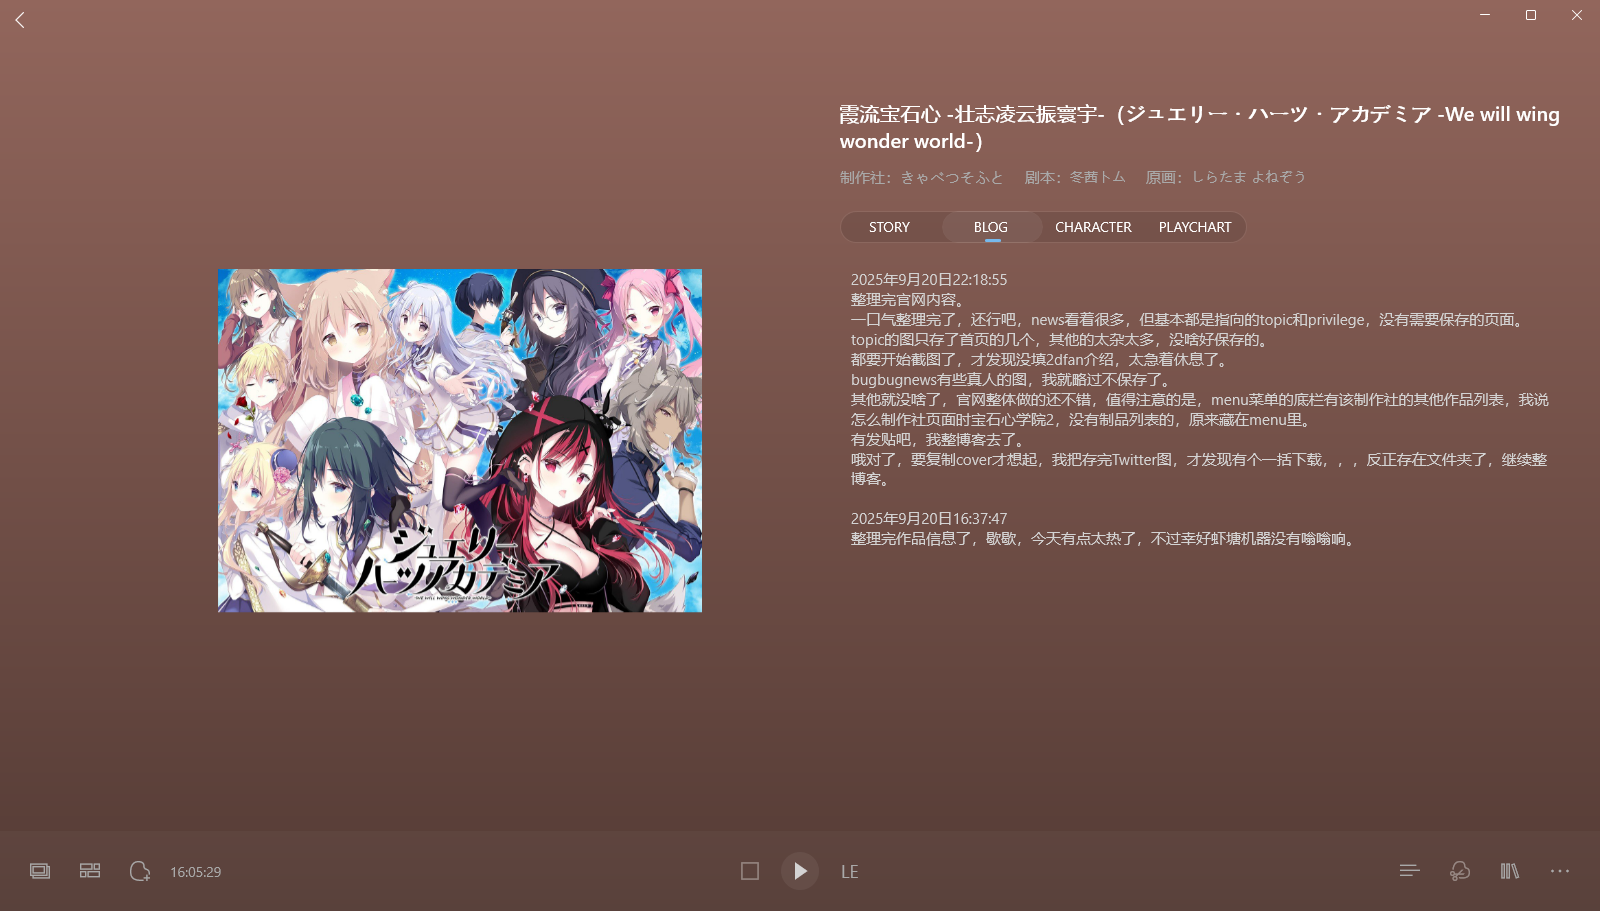 霞流宝石心 -壮志凌云振寰宇-（ジュエリー・ハーツ・アカデミア -We will wing
wonder world-）
制作社：きゃべつそふと 剧本：冬茜トム 原画：しらたま よねぞう
STORY BLOG CHARACTER PLAYCHART
2025年9月20日22:18:55
整理完官网内容。
一口气整理完了，还行吧，news看着很多，但基本都是指向的topic和privilege，没有需要保存的页面。
topic的图只存了首页的几个，其他的太杂太多，没啥好保存的。
都要开始截图了，才发现没填2dfan介绍，太急着休息了。
bugbugnews有些真人的图，我就略过不保存了。
其他就没啥了，官网整体做的还不错，值得注意的是，menu菜单的底栏有该制作社的其他作品列表，我说
怎么制作社页面时宝石心学院2，没有制品列表的，原来藏在menu里。
有发贴吧，我整博客去了。
哦对了，要复制cover才想起，我把存完Twitter图，才发现有个一括下载，，，反正存在文件夹了，继续整
博客。
2025年9月20日16:37:47
整理完作品信息了，歇歇，今天有点太热了，不过幸好虾塘机器没有嗡嗡响。
ジュエリー
ハーツアカデミア
WE WILL WING WONDER WORLD
16:05:29
LE